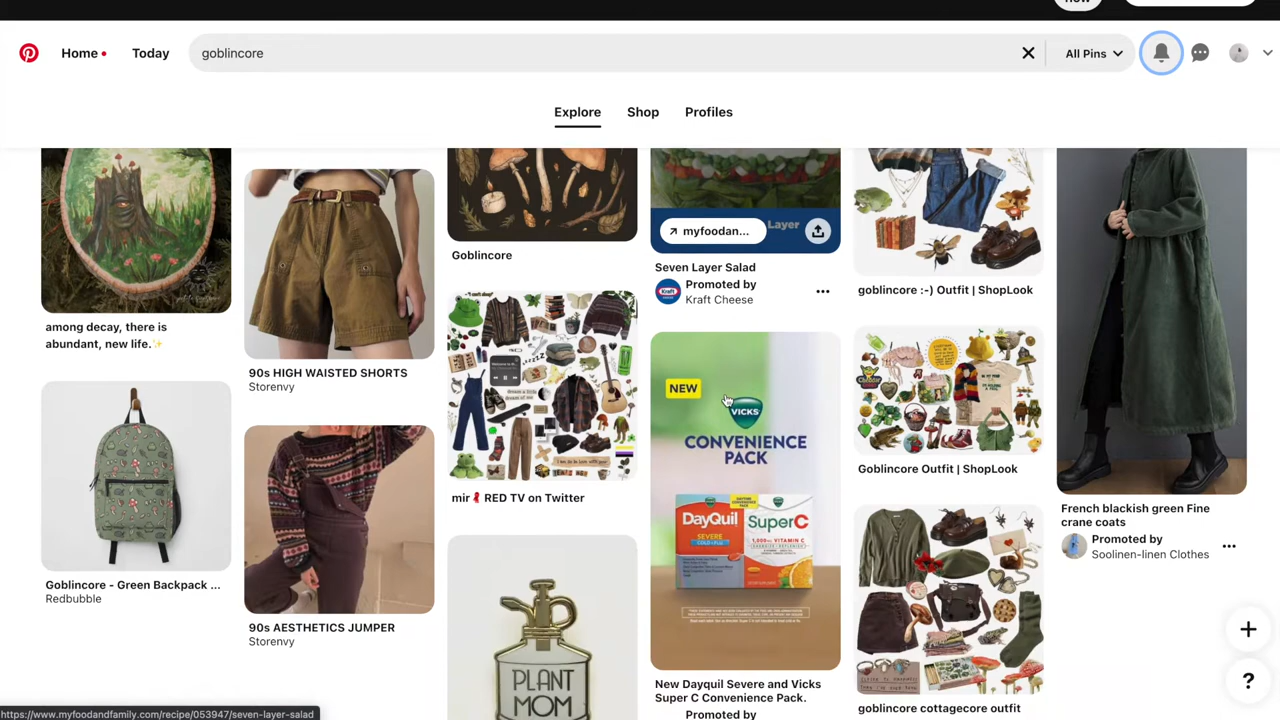 now
Home
Today
goblincore
All Pins
Explore
Shop
Profiles
among decay, there is
abundant, new life.✨
Goblincore - Green Backpack ...
Redbubble
90s HIGH WAISTED SHORTS
Storenvy
90s AESTHETICS JUMPER
Storenvy
Goblincore
mir RED TV on Twitter
PLANT
MOM
Layer
myfoodan...
Seven Layer Salad
Promoted by
Kraft Cheese
NEW
VICKS
CONVENIENCE
PACK
DayQuil
SEVERE
SuperC
New Dayquil Severe and Vicks
Super C Convenience Pack.
Promoted by
goblincore :-) Outfit | ShopLook
Goblincore Outfit | ShopLook
goblincore cottagecore outfit
French blackish green Fine
crane coats
Promoted by
Soolinen-linen Clothes
https://www.myfoodandfamily.com/recipe/053947/seven-layer-salad